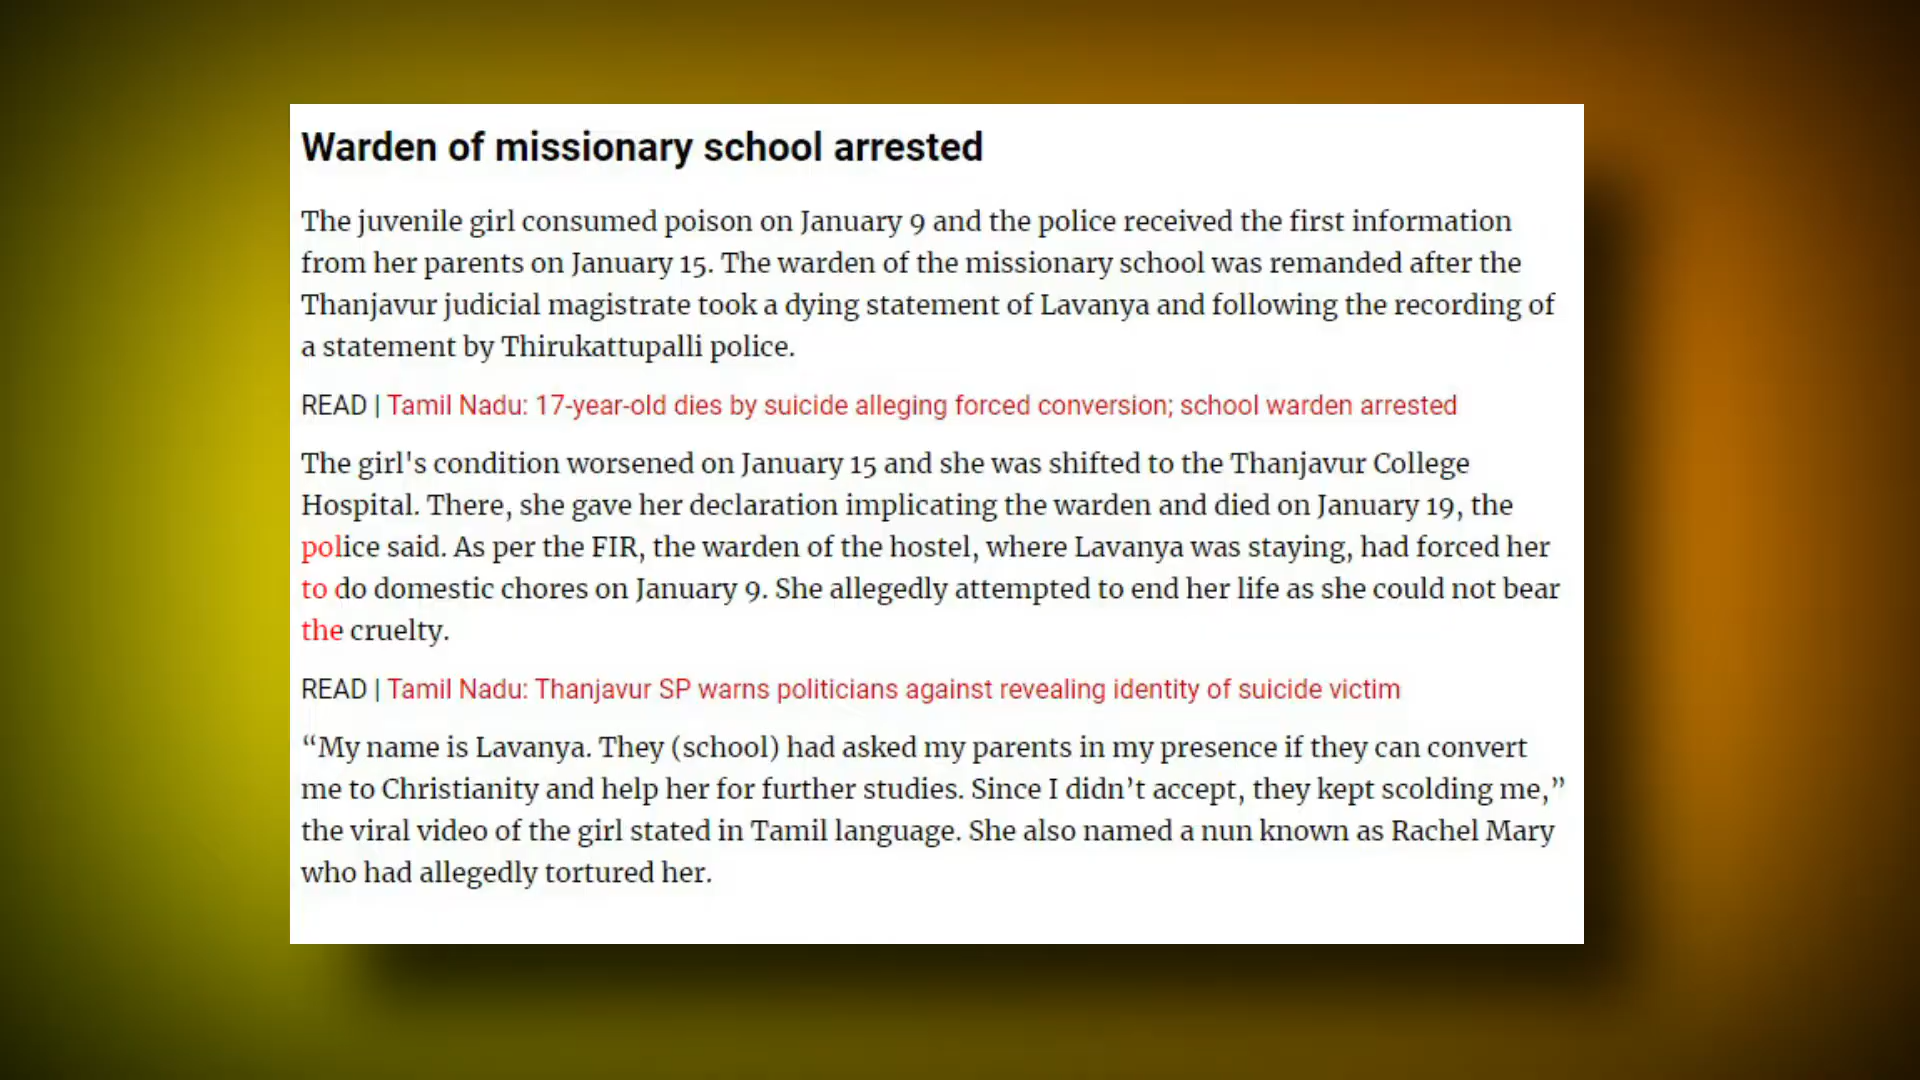 Warden of missionary school arrested
The juvenile girl consumed poison on January 9 and the police received the first information
from her parents on January 15. The warden of the missionary school was remanded after the
Thanjavur judicial magistrate took a dying statement of Lavanya and following the recording of
a statement by Thirukattupalli police.
READ | Tamil Nadu: 17-year-old dies by suicide alleging forced conversion; school warden arrested
The girl's condition worsened on January 15 and she was shifted to the Thanjavur College
Hospital. There, she gave her declaration implicating the warden and died on January 19, the
police said. As per the FIR, the warden of the hostel, where Lavanya was staying, had forced her
to do domestic chores on January 9. She allegedly attempted to end her life as she could not bear
the cruelty.
READ | Tamil Nadu: Thanjavur SP warns politicians against revealing identity of suicide victim
“My name is Lavanya. They (school) had asked my parents in my presence if they can convert
me to Christianity and help her for further studies. Since I didn’t accept, they kept scolding me,”
the viral video of the girl stated in Tamil language. She also named a nun known as Rachel Mary
who had allegedly tortured her.